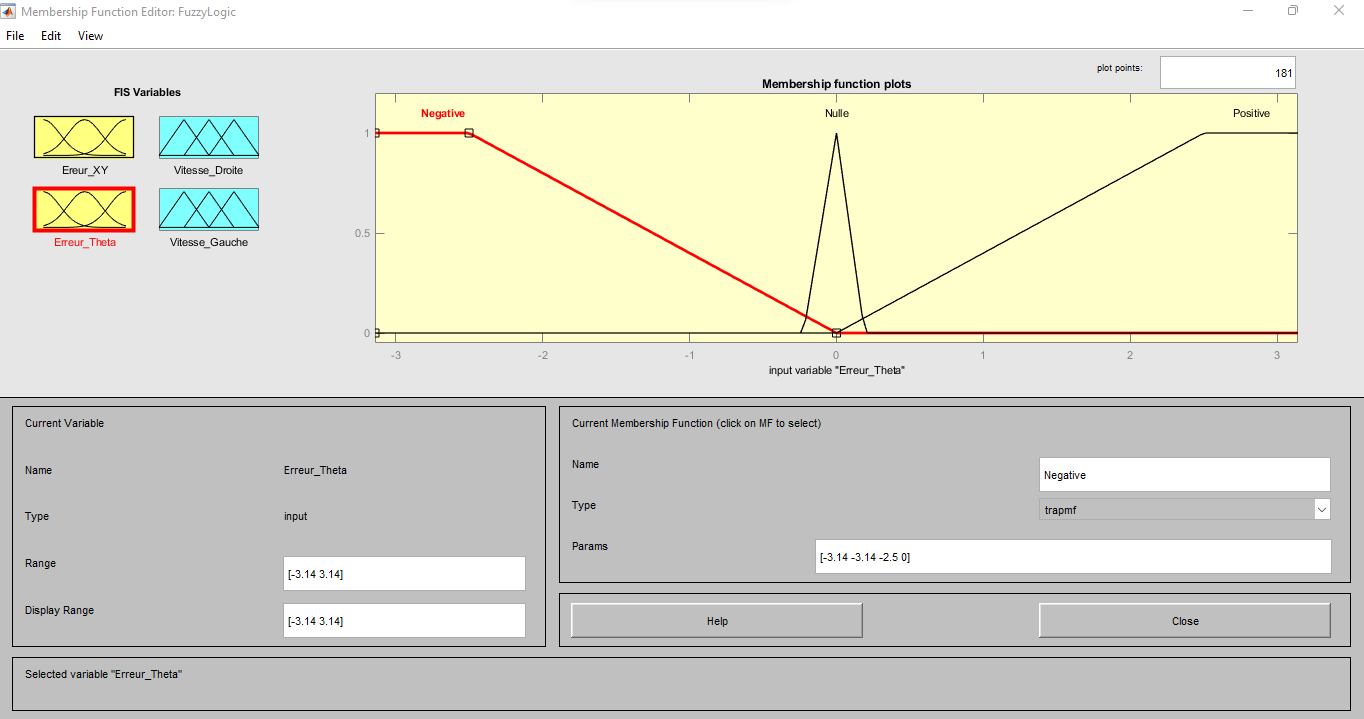 Membership Function Editor: FuzzyLogic
File Edit View
FIS Variables
Ereur_XY
Vitesse_Droite
Erreur_Theta
Vitesse_Gauche
plot points:
181
Membership function plots
Negative
Nulle
Positive
1
0.5
0
-3 -2 -1 0 1 2 3
input variable "Erreur_Theta"
Current Variable
Name Erreur_Theta
Type input
Range [-3.14 3.14]
Display Range [-3.14 3.14]
Current Membership Function (click on MF to select)
Name Negative
Type trapmf
Params [-3.14 -3.14 -2.5 0]
Help Close
Selected variable "Erreur_Theta"